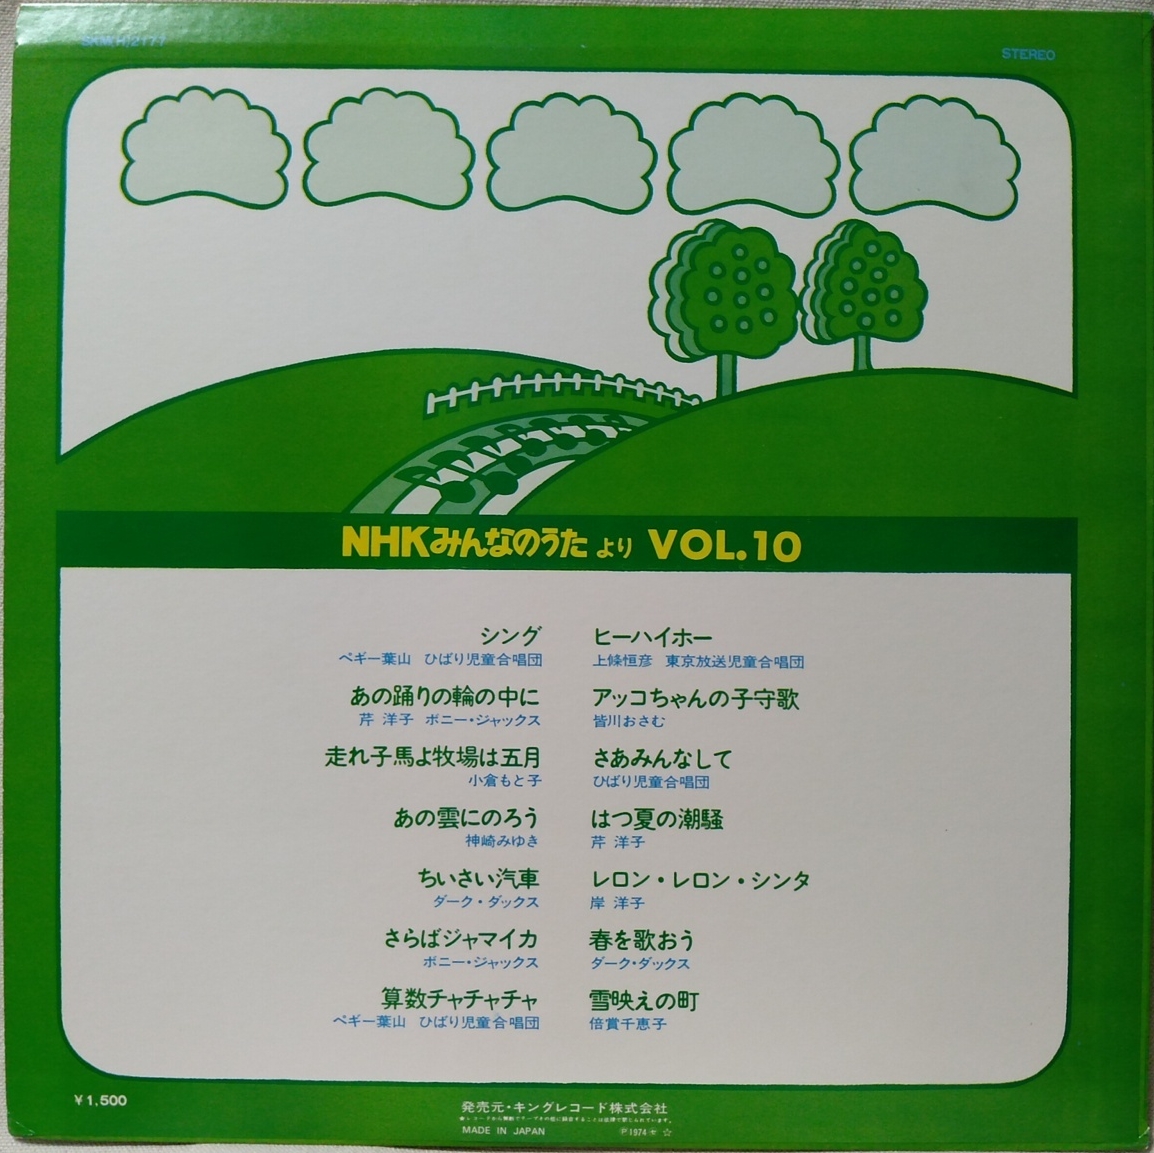 SKM(H)2177
STEREO
NHKみんなのうた より VOL.10
シング
ペギー葉山 ひばり児童合唱団
あの踊りの輪の中に
芹 洋子 ボニー・ジャックス
走れ子馬よ牧場は五月
小倉もと子
あの雲にのろう
神崎みゆき
ちいさい汽車
ダーク・ダックス
さらばジャマイカ
ボニー・ジャックス
算数チャチャチャ
ペギー葉山 ひばり児童合唱団
ヒーハイホー
上條恒彦 東京放送児童合唱団
アッコちゃんの子守歌
皆川おさむ
さあみんなして
ひばり児童合唱団
はつ夏の潮騒
芹 洋子
レロン・レロン・シンタ
岸 洋子
春を歌おう
ダーク・ダックス
雪映えの町
倍賞千恵子
¥1,500
発売元・キングレコード株式会社
MADE IN JAPAN ℗1974 ☆